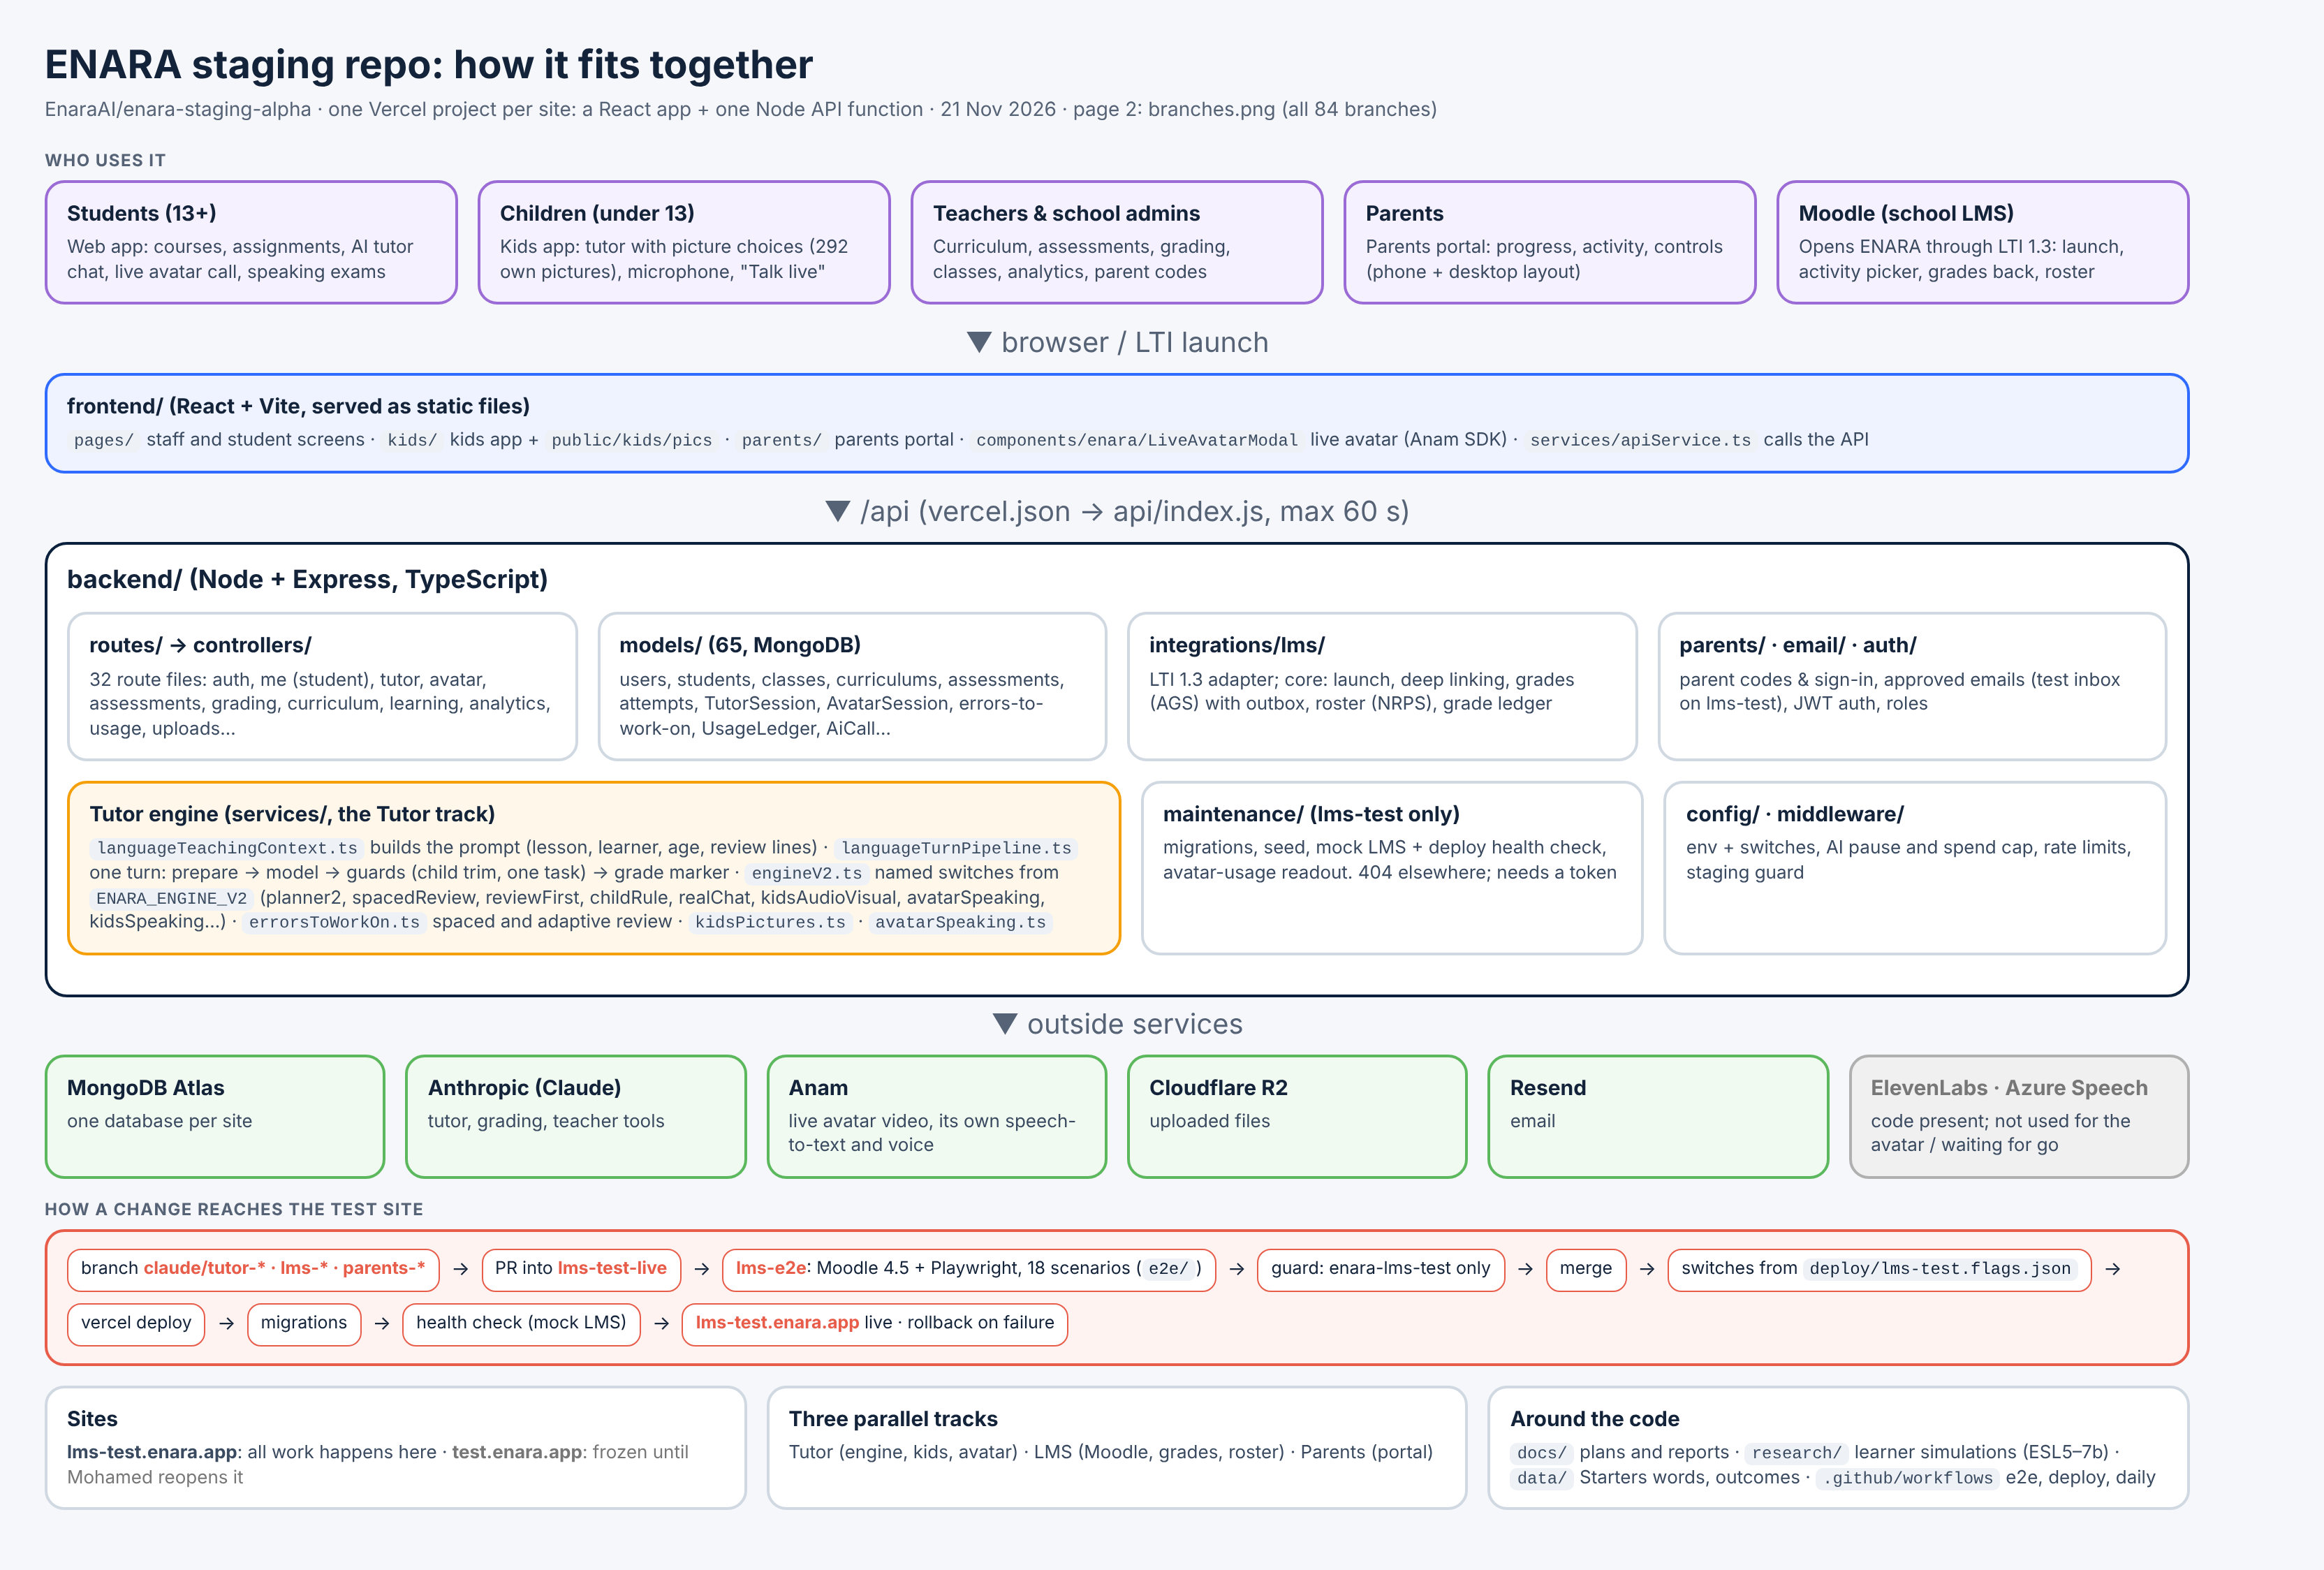 ENARA staging repo: how it fits together
EnaraAI/enara-staging-alpha · one Vercel project per site: a React app + one Node API function · 21 Nov 2026 · page 2: branches.png (all 84 branches)
WHO USES IT
Students (13+)
Web app: courses, assignments, AI tutor
chat, live avatar call, speaking exams
Children (under 13)
Kids app: tutor with picture choices (292
own pictures), microphone, "Talk live"
Teachers & school admins
Curriculum, assessments, grading,
classes, analytics, parent codes
Parents
Parents portal: progress, activity, controls
(phone + desktop layout)
Moodle (school LMS)
Opens ENARA through LTI 1.3: launch,
activity picker, grades back, roster
▼ browser / LTI launch
frontend/ (React + Vite, served as static files)
pages/ staff and student screens · kids/ kids app + public/kids/pics · parents/ parents portal · components/enara/LiveAvatarModal live avatar (Anam SDK) · services/apiService.ts calls the API
▼ /api (vercel.json → api/index.js, max 60 s)
backend/ (Node + Express, TypeScript)
routes/ → controllers/
32 route files: auth, me (student), tutor, avatar,
assessments, grading, curriculum, learning, analytics,
usage, uploads...
models/ (65, MongoDB)
users, students, classes, curriculums, assessments,
attempts, TutorSession, AvatarSession, errors-to-
work-on, UsageLedger, AiCall...
integrations/lms/
LTI 1.3 adapter; core: launch, deep linking, grades
(AGS) with outbox, roster (NRPS), grade ledger
parents/ · email/ · auth/
parent codes & sign-in, approved emails (test inbox
on lms-test), JWT auth, roles
Tutor engine (services/, the Tutor track)
languageTeachingContext.ts builds the prompt (lesson, learner, age, review lines) · languageTurnPipeline.ts
one turn: prepare → model → guards (child trim, one task) → grade marker · engineV2.ts named switches from
ENARA_ENGINE_V2 (planner2, spacedReview, reviewFirst, childRule, realChat, kidsAudioVisual, avatarSpeaking,
kidsSpeaking...) · errorsToWorkOn.ts spaced and adaptive review · kidsPictures.ts · avatarSpeaking.ts
maintenance/ (lms-test only)
migrations, seed, mock LMS + deploy health check,
avatar-usage readout. 404 elsewhere; needs a token
config/ · middleware/
env + switches, AI pause and spend cap, rate limits,
staging guard
▼ outside services
MongoDB Atlas
one database per site
Anthropic (Claude)
tutor, grading, teacher tools
Anam
live avatar video, its own speech-
to-text and voice
Cloudflare R2
uploaded files
Resend
email
ElevenLabs · Azure Speech
code present; not used for the
avatar / waiting for go
HOW A CHANGE REACHES THE TEST SITE
branch claude/tutor-* · lms-* · parents-* → PR into lms-test-live → lms-e2e: Moodle 4.5 + Playwright, 18 scenarios ( e2e/ ) → guard: enara-lms-test only → merge → switches from deploy/lms-test.flags.json →
vercel deploy → migrations → health check (mock LMS) → lms-test.enara.app live · rollback on failure
Sites
lms-test.enara.app: all work happens here · test.enara.app: frozen until
Mohamed reopens it
Three parallel tracks
Tutor (engine, kids, avatar) · LMS (Moodle, grades, roster) · Parents (portal)
Around the code
docs/ plans and reports · research/ learner simulations (ESL5–7b) ·
data/ Starters words, outcomes · .github/workflows e2e, deploy, daily